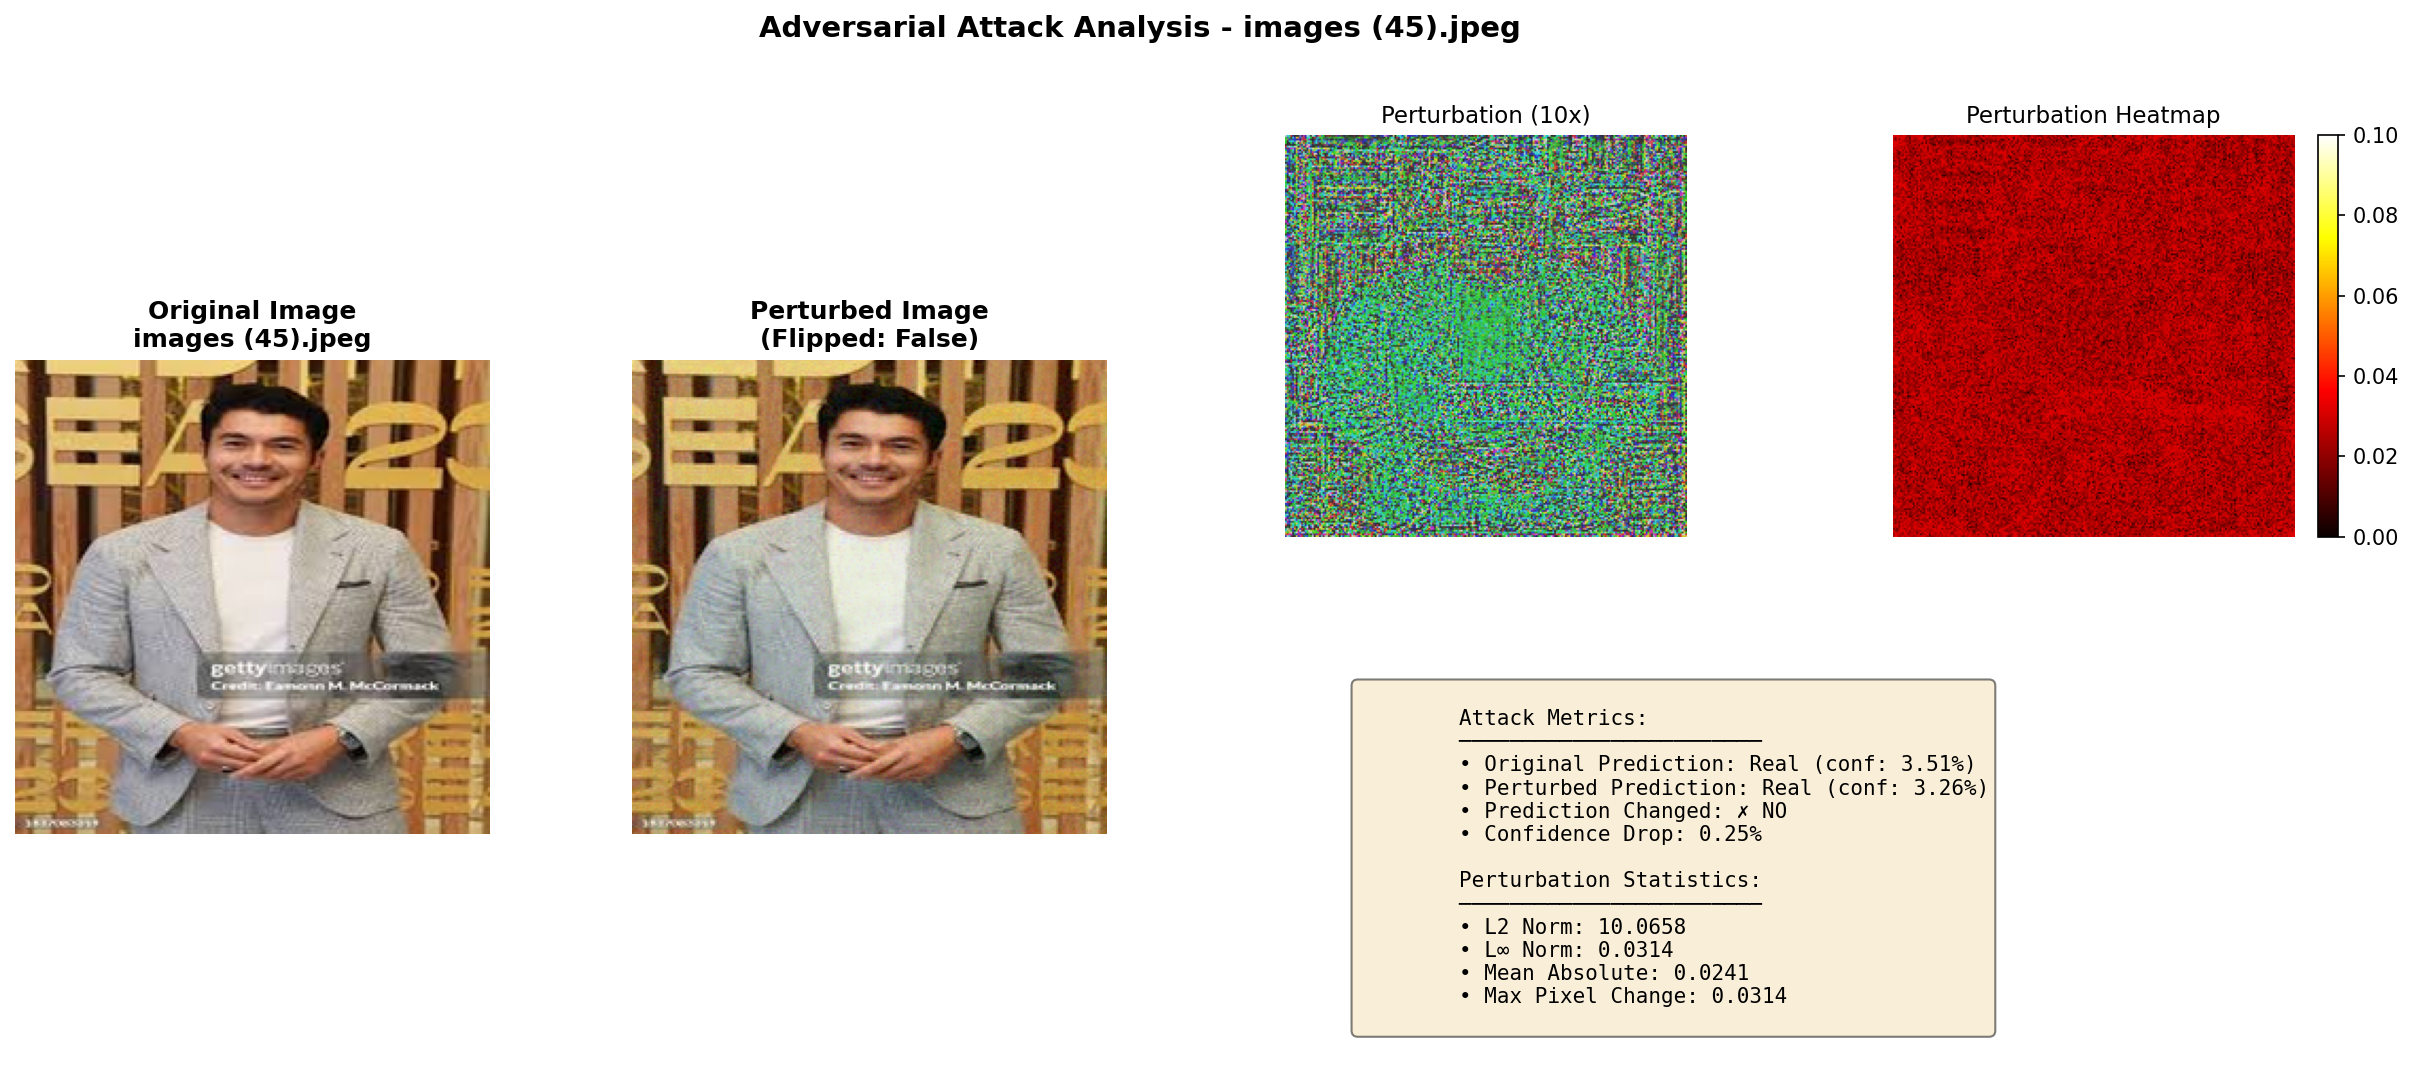 Adversarial Attack Analysis - images (45).jpeg
Original Image
images (45).jpeg
SEA 23
gettyimages
Credit: Eamonn M. McCormack
Perturbed Image
(Flipped: False)
SEA 23
gettyimages
Credit: Eamonn M. McCormack
Perturbation (10x)
Perturbation Heatmap
0.10
0.08
0.06
0.04
0.02
0.00
Attack Metrics:
• Original Prediction: Real (conf: 3.51%)
• Perturbed Prediction: Real (conf: 3.26%)
• Prediction Changed: ✗ NO
• Confidence Drop: 0.25%
Perturbation Statistics:
• L2 Norm: 10.0658
• L∞ Norm: 0.0314
• Mean Absolute: 0.0241
• Max Pixel Change: 0.0314